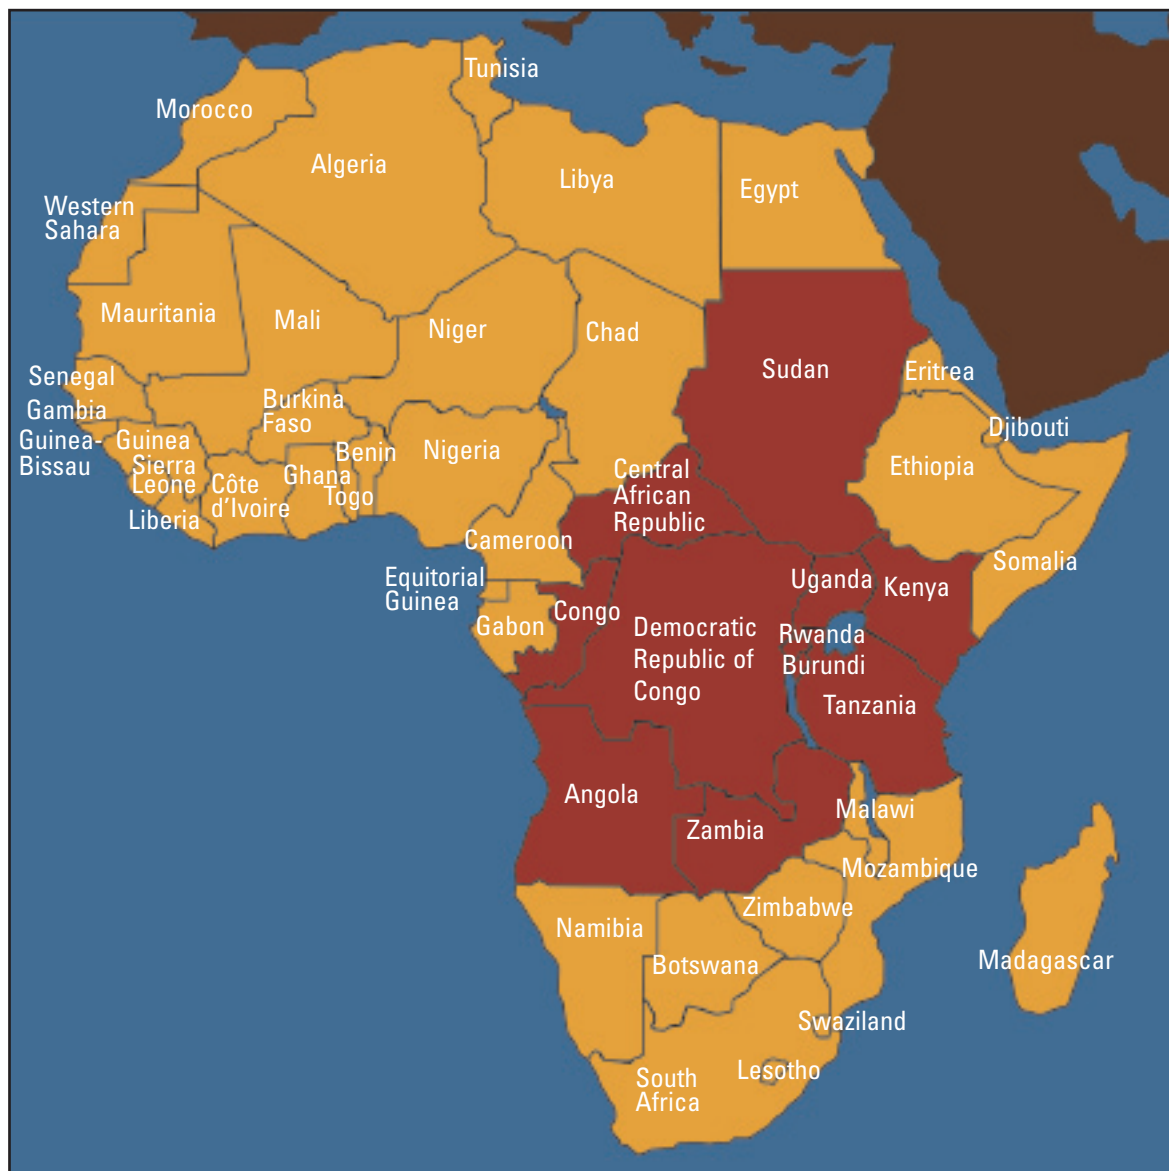 Tunisia
Morocco
Algeria
Libya
Egypt
Western
Sahara
Mauritania
Mali
Niger
Chad
Sudan
Eritrea
Senegal
Gambia
Guinea-
Bissau
Guinea
Sierra
Leone
Liberia
Côte
d'Ivoire
Burkina
Faso
Ghana
Togo
Benin
Nigeria
Cameroon
Central
African
Republic
Djibouti
Ethiopia
Somalia
Equitorial
Guinea
Gabon
Congo
Democratic
Republic of
Congo
Uganda
Kenya
Rwanda
Burundi
Tanzania
Angola
Zambia
Malawi
Mozambique
Zimbabwe
Namibia
Botswana
Madagascar
Swaziland
Lesotho
South
Africa